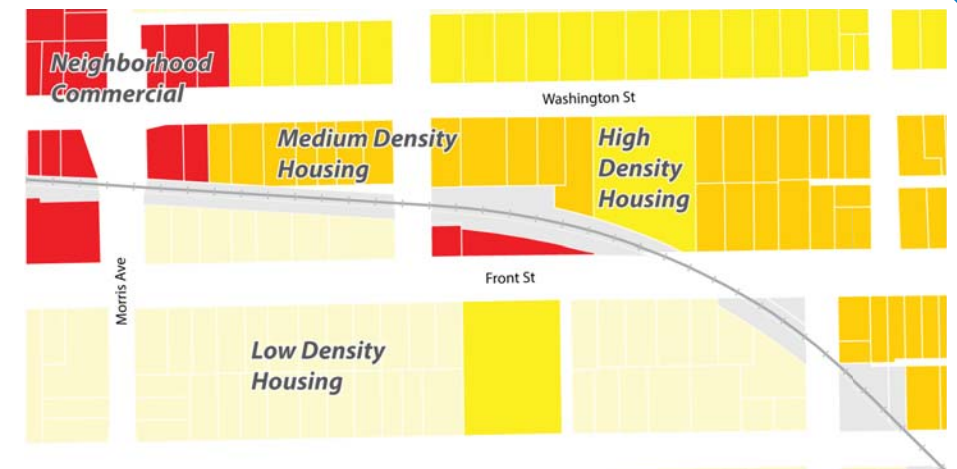 Neighborhood
Commercial
Washington St
Medium Density
Housing
High
Density
Housing
Front St
Morris Ave
Low Density
Housing